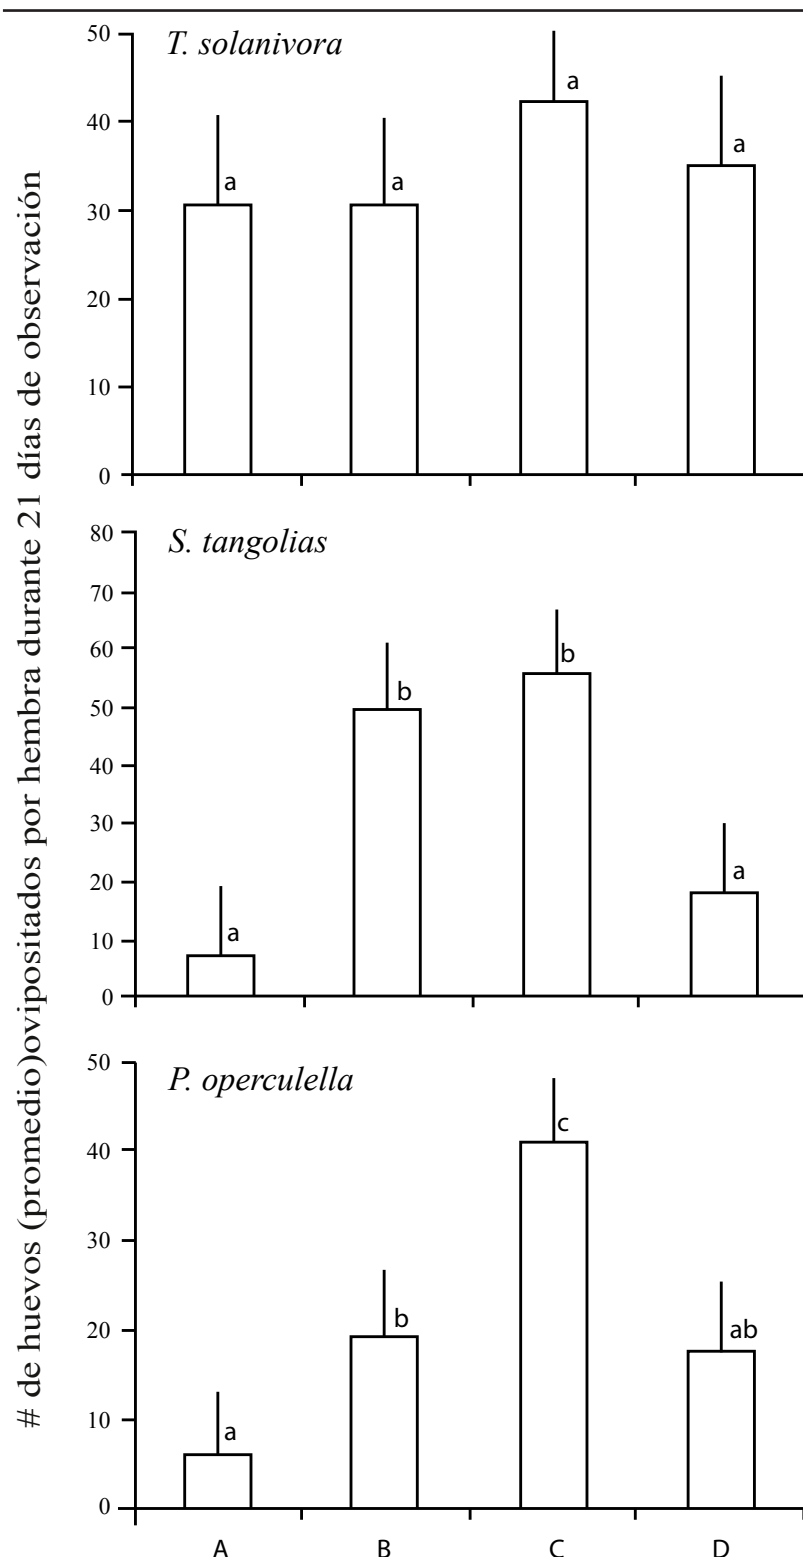 # de huevos (promedio)ovipositados por hembra durante 21 días de observación
T. solanivora
50
40
30
20
10
0
a
a
a
a
S. tangolias
80
70
60
50
40
30
20
10
0
a
b
b
a
P. operculella
50
40
30
20
10
0
a
b
c
ab
A B C D